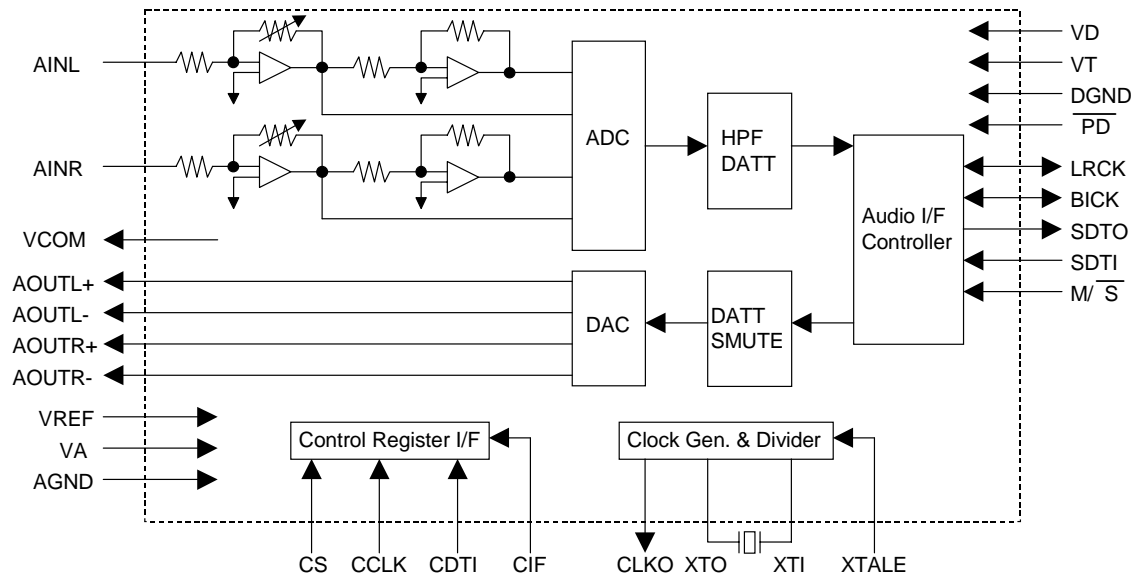 AINL
AINR
VCOM
AOUTL+
AOUTL-
AOUTR+
AOUTR-
VREF
VA
AGND
ADC
HPF
DATT
Audio I/F
Controller
DAC
DATT
SMUTE
Control Register I/F
Clock Gen. & Divider
VD
VT
DGND
PD
LRCK
BICK
SDTO
SDTI
M/ S
CS
CCLK
CDTI
CIF
CLKO
XTO
XTI
XTALE